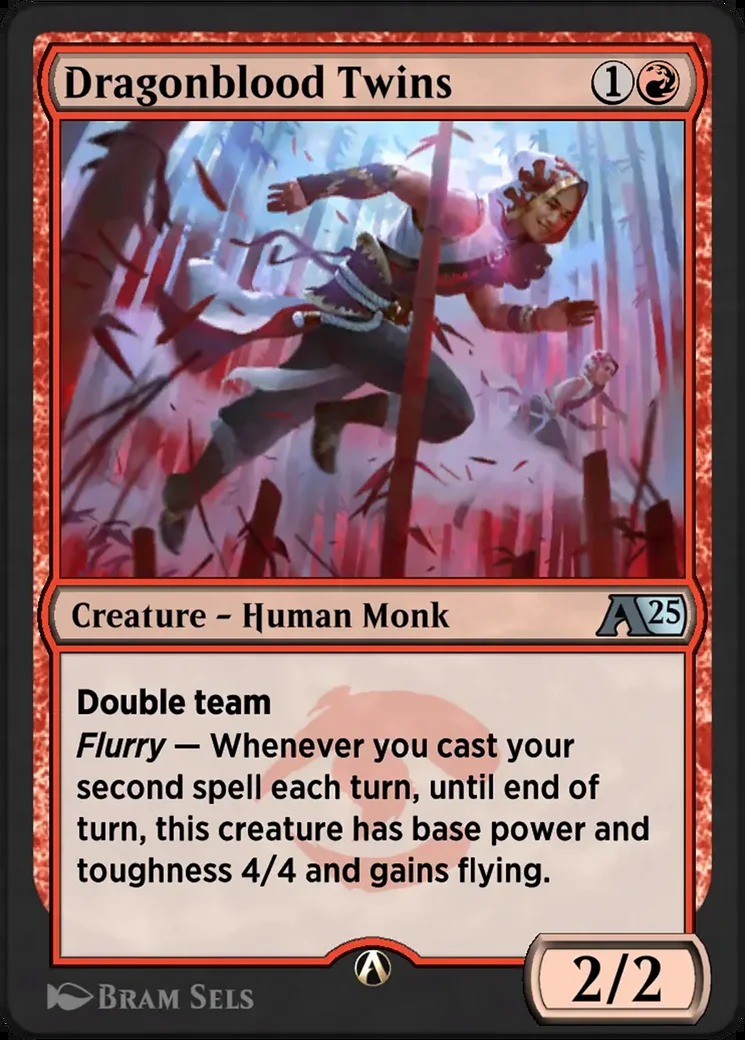 Dragonblood Twins 1
Creature – Human Monk A25
Double team
Flurry — Whenever you cast your
second spell each turn, until end of
turn, this creature has base power and
toughness 4/4 and gains flying.
2/2
Bram Sels